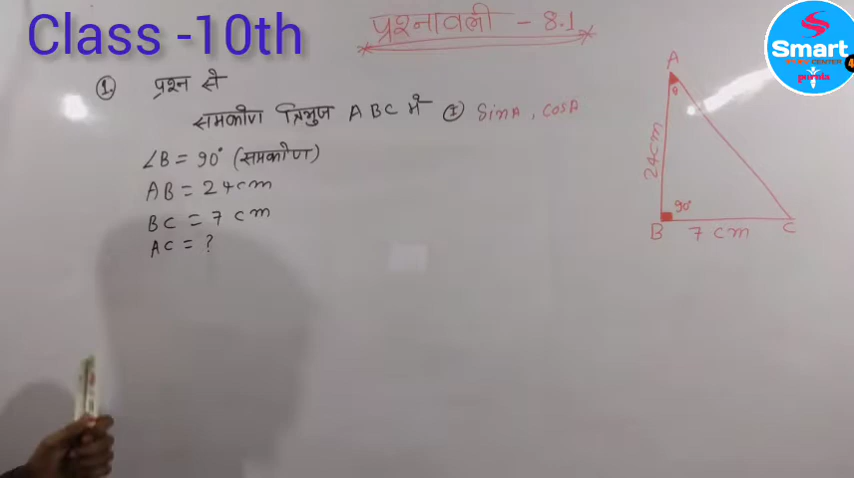 Class -10th
प्रश्नावली - 8.1
Smart
pornia
① प्रश्न से
समकोण त्रिभुज ABC में ① SinA, CosA
∠B = 90° (समकोण)
AB = 24cm
BC = 7 cm
AC = ?
A
θ
24cm
90°
B 7 cm C